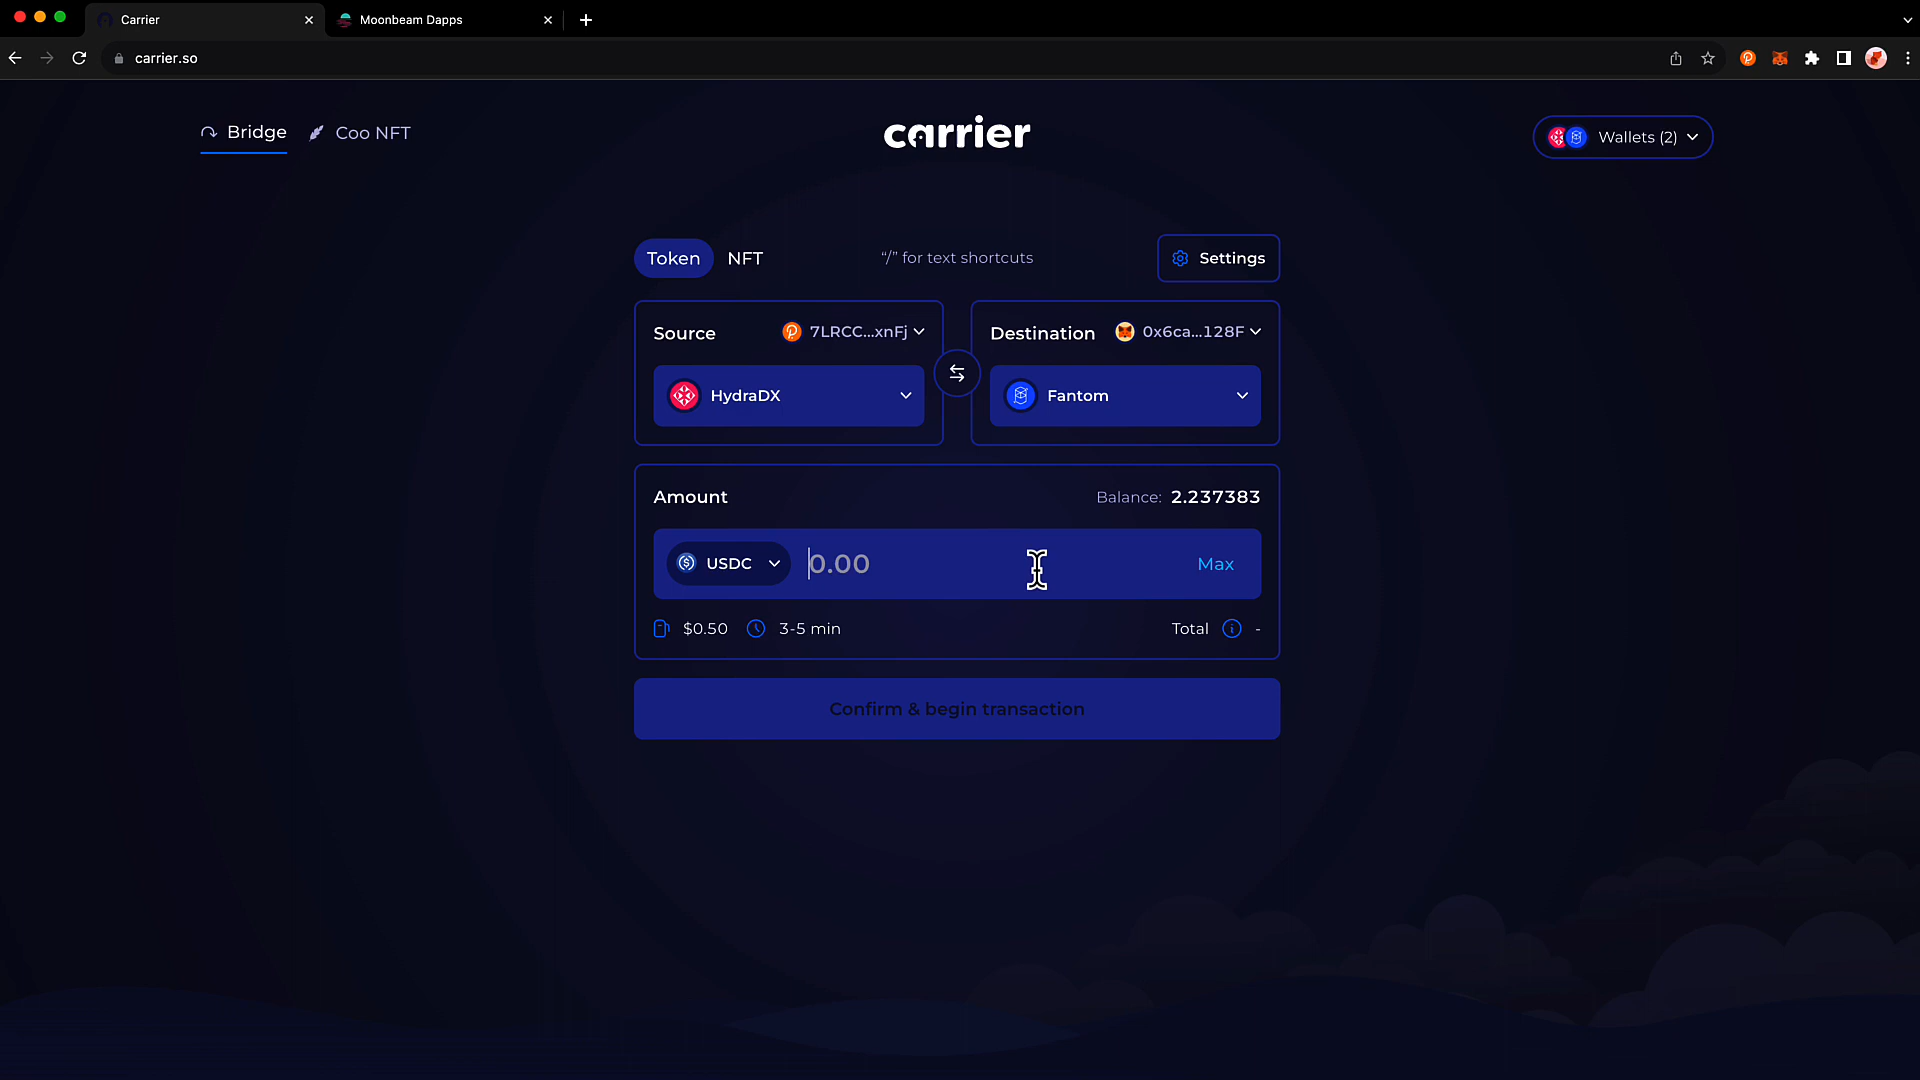 Carrier
Moonbeam Dapps
carrier.so
Bridge
Coo NFT
carrier
Wallets (2)
Token
NFT
“/” for text shortcuts
Settings
Source
7LRCC...xnFj
Destination
0x6ca...128F
HydraDX
Fantom
Amount
Balance: 2.237383
USDC
0.00
Max
$0.50
3-5 min
Total
-
Confirm & begin transaction